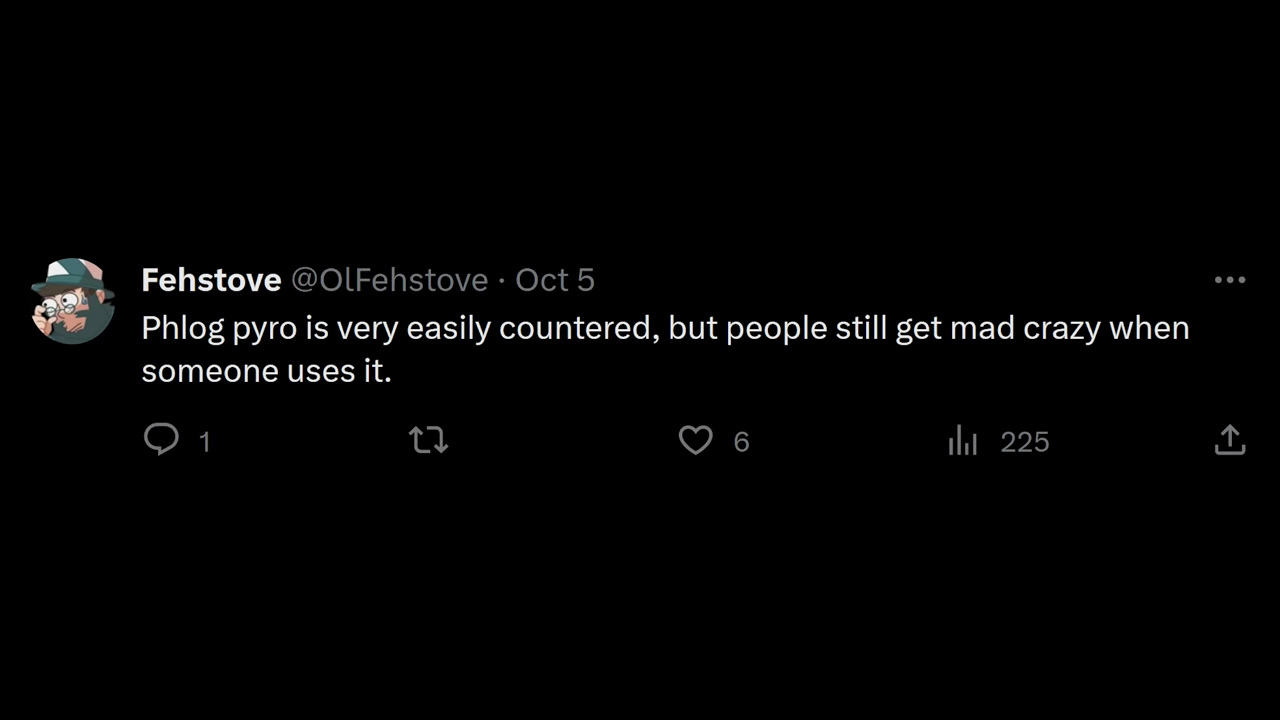 Fehstove @OlFehstove · Oct 5
Phlog pyro is very easily countered, but people still get mad crazy when
someone uses it.
1 6 225